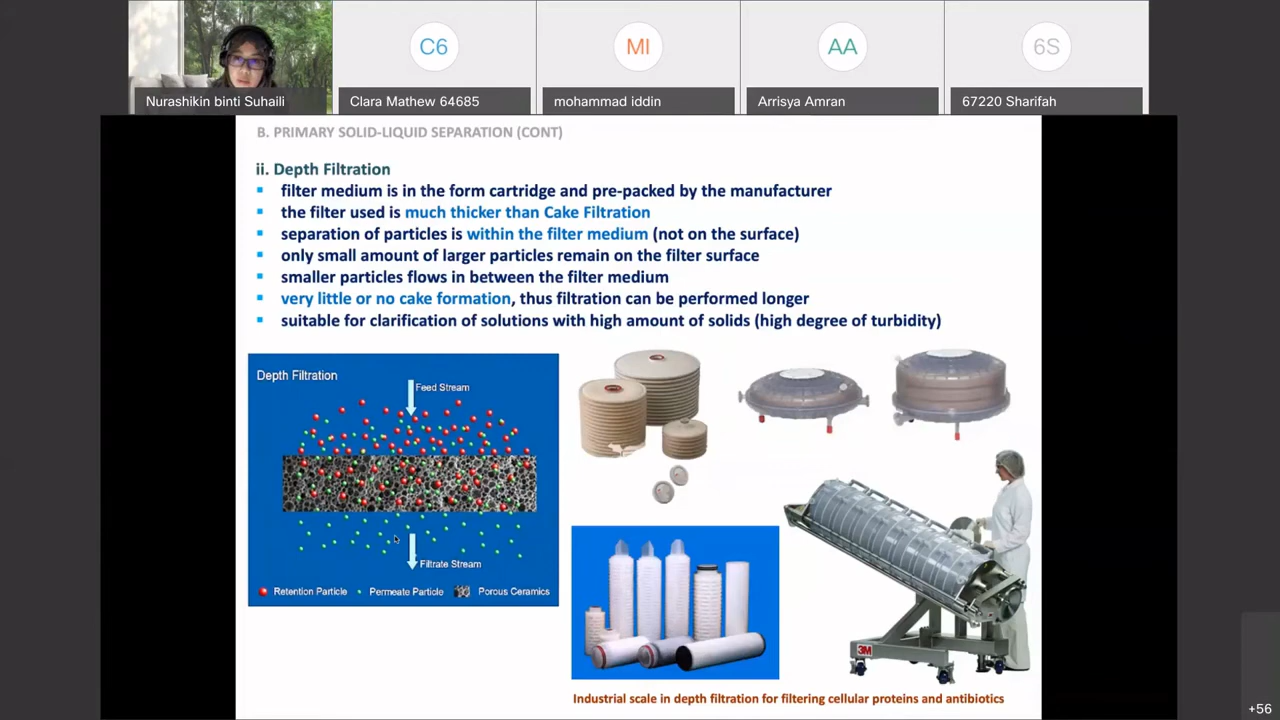 C6
MI
AA
6S
Nurashikin binti Suhaili
Clara Mathew 64685
mohammad iddin
Arrisya Amran
67220 Sharifah
B. PRIMARY SOLID-LIQUID SEPARATION (CONT)
ii. Depth Filtration
▪ filter medium is in the form cartridge and pre-packed by the manufacturer
▪ the filter used is much thicker than Cake Filtration
▪ separation of particles is within the filter medium (not on the surface)
▪ only small amount of larger particles remain on the filter surface
▪ smaller particles flows in between the filter medium
▪ very little or no cake formation, thus filtration can be performed longer
▪ suitable for clarification of solutions with high amount of solids (high degree of turbidity)
Depth Filtration
Feed Stream
Filtrate Stream
Retention Particle
Permeate Particle
Porous Ceramics
3M
Industrial scale in depth filtration for filtering cellular proteins and antibiotics
+56